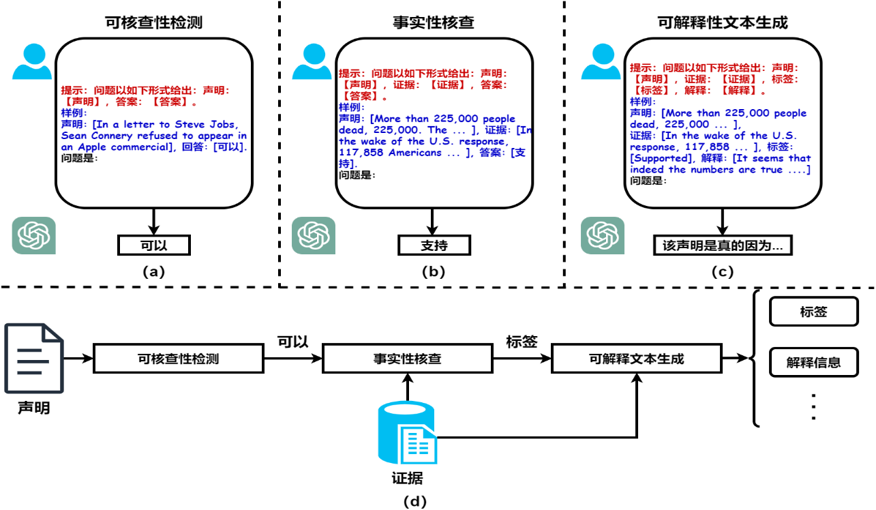 可核查性检测
提示：问题以如下形式给出：声明：
【声明】，答案：【答案】。
样例：
声明：[In a letter to Steve Jobs,
Sean Connery refused to appear in
an Apple commercial], 回答：[可以].
问题是：
可以
(a)
事实性核查
提示：问题以如下形式给出：声明：
【声明】，证据：【证据】，答案：
【答案】。
样例：
声明：[More than 225,000 people
dead, 225,000. The ... ], 证据：[In
the wake of the U.S. response,
117,858 Americans ... ], 答案：[支
持].
问题是：
支持
(b)
可解释性文本生成
提示：问题以如下形式给出：声明：
【声明】，证据：【证据】，标签：
【标签】，解释：【解释】。
样例：
声明：[More than 225,000 people
dead, 225,000 ... ],
证据：[In the wake of the U.S.
response, 117,858 ... ], 标签：
[Supported], 解释：[It seems that
indeed the numbers are true ....]
问题是：
该声明是真的因为...
(c)
声明
可核查性检测
可以
事实性核查
标签
可解释文本生成
标签
解释信息
证据
(d)